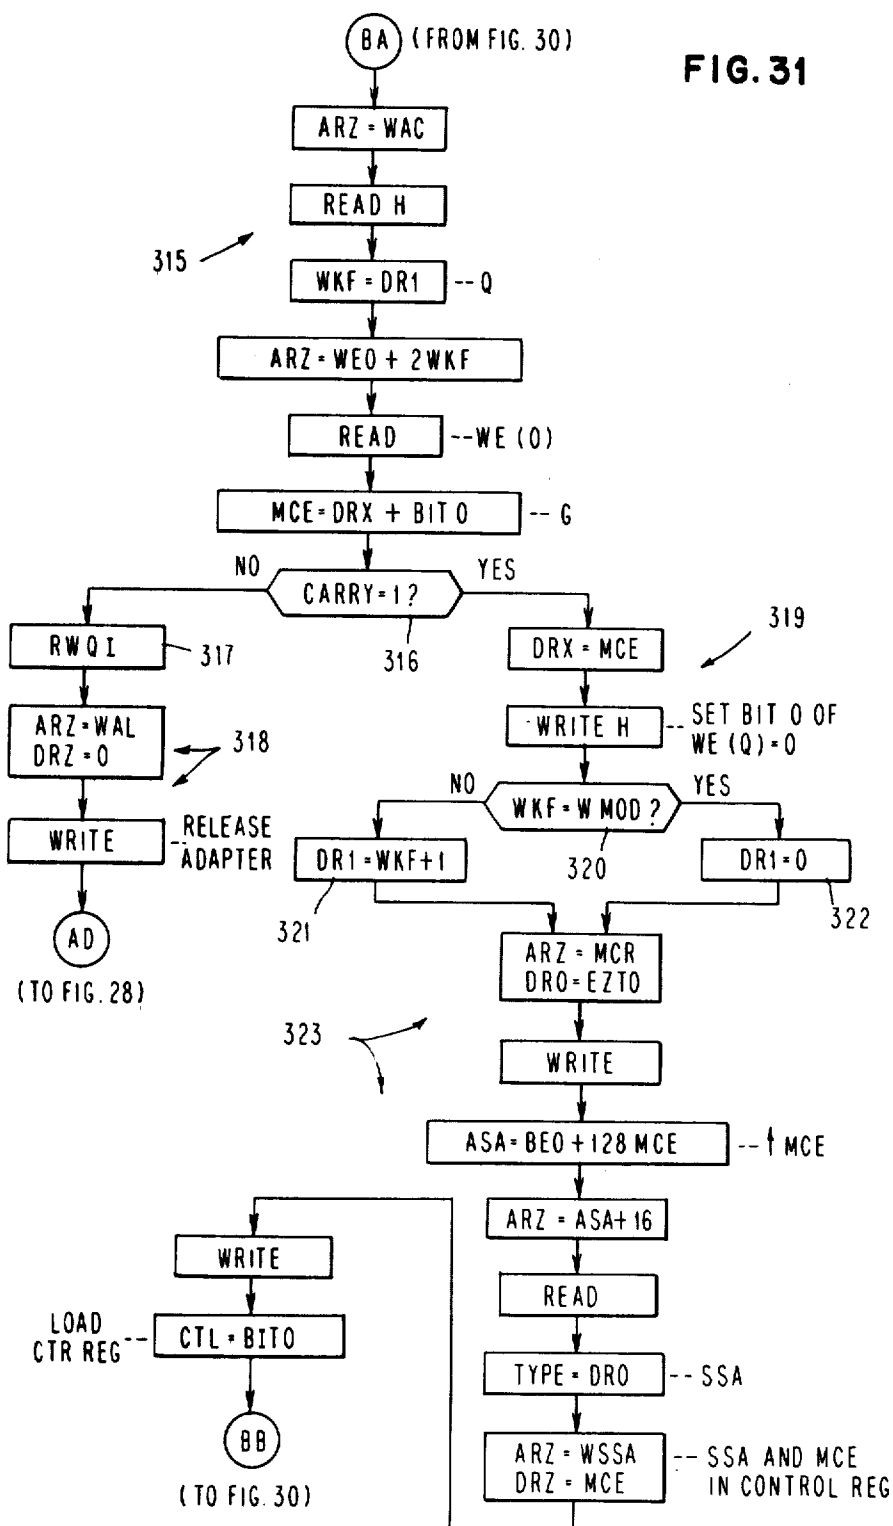 BA (FROM FIG. 30)
FIG. 31
ARZ = WAC
READ H
315
WKF = DR1 -- Q
ARZ = WEO + 2WKF
READ -- WE (0)
MCE = DRX + BIT 0 -- G
NO
CARRY = 1 ?
YES
316
RWQI
317
DRX = MCE
319
ARZ = WAL
DRZ = 0
318
WRITE H -- SET BIT 0 OF
WE (Q) = 0
NO
WKF = WMOD ?
YES
320
WRITE -- RELEASE
ADAPTER
DR1 = WKF+1
321
DR1 = 0
322
AD
(TO FIG. 28)
ARZ = MCR
DR0 = EZTO
323
WRITE
ASA = BE0 + 128 MCE -- ↑ MCE
ARZ = ASA+16
READ
TYPE = DR0 -- SSA
ARZ = WSSA
DRZ = MCE
-- SSA AND MCE
IN CONTROL REG
WRITE
LOAD
CTR REG --
CTL = BIT0
BB
(TO FIG. 30)